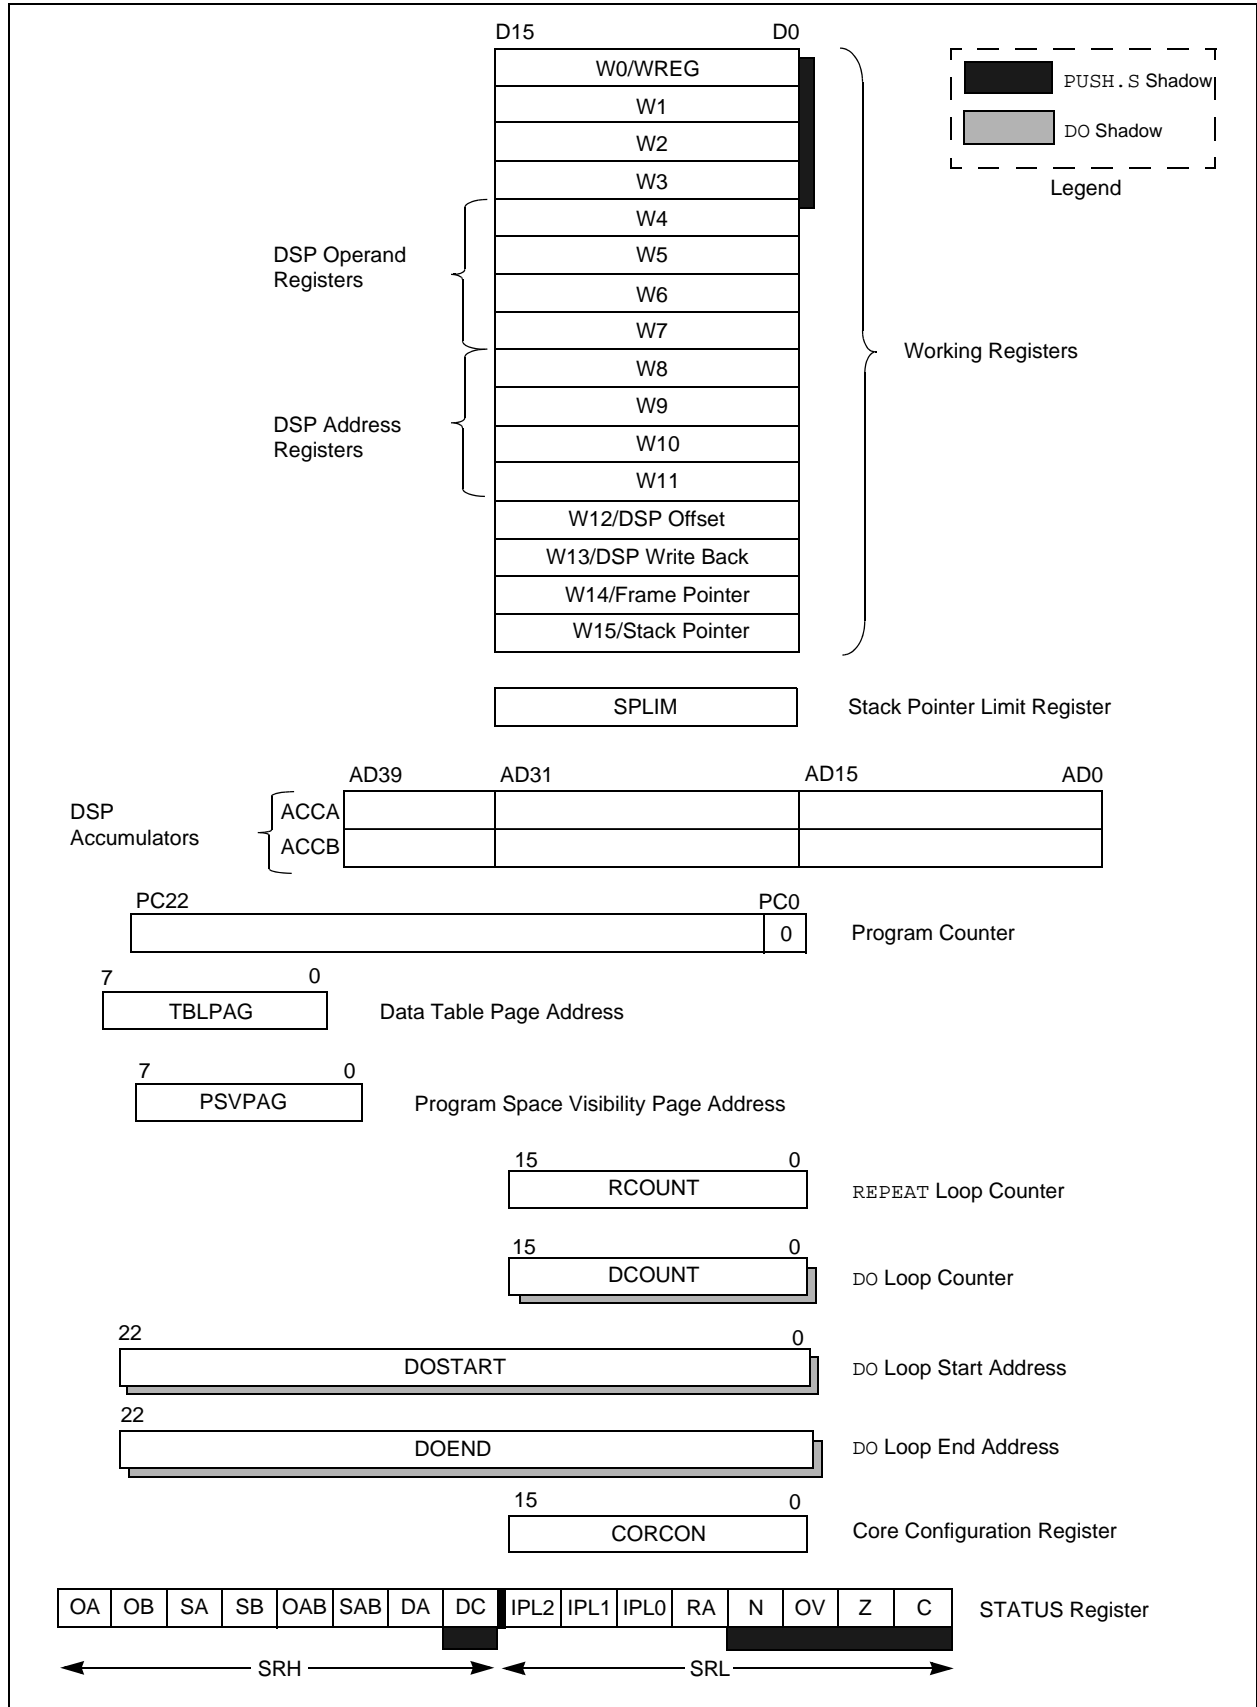 D15 D0
W0/WREG
W1
W2
W3
W4
W5
W6
W7
W8
W9
W10
W11
W12/DSP Offset
W13/DSP Write Back
W14/Frame Pointer
W15/Stack Pointer
PUSH.S Shadow
DO Shadow
Legend
DSP Operand
Registers
DSP Address
Registers
Working Registers
SPLIM Stack Pointer Limit Register
AD39 AD31 AD15 AD0
DSP
Accumulators
ACCA
ACCB
PC22 PC0
0 Program Counter
7 0
TBLPAG Data Table Page Address
7 0
PSVPAG Program Space Visibility Page Address
15 0
RCOUNT REPEAT Loop Counter
15 0
DCOUNT DO Loop Counter
22 0
DOSTART DO Loop Start Address
22
DOEND DO Loop End Address
15 0
CORCON Core Configuration Register
OA OB SA SB OAB SAB DA DC IPL2 IPL1 IPL0 RA N OV Z C STATUS Register
SRH SRL